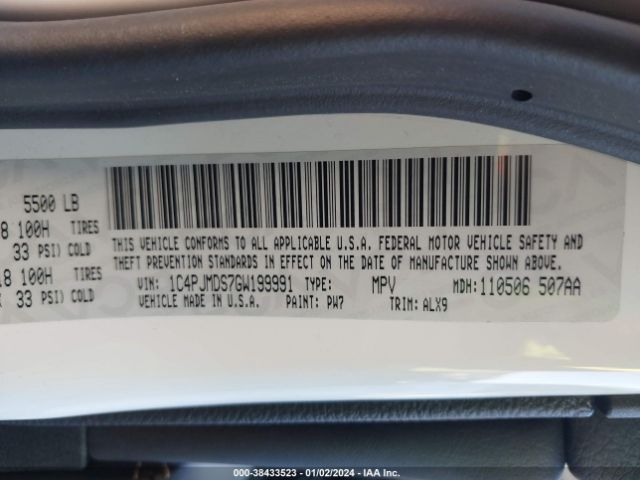 5500 LB
8 100H TIRES
33 PSI) COLD
18 100H TIRES
33 PSI) COLD
THIS VEHICLE CONFORMS TO ALL APPLICABLE U.S.A. FEDERAL MOTOR VEHICLE SAFETY AND
THEFT PREVENTION STANDARDS IN EFFECT ON THE DATE OF MANUFACTURE SHOWN ABOVE.
VIN: 1C4PJMDS7GW199991 TYPE: MPV MDH: 110506 507AA
VEHICLE MADE IN U.S.A. PAINT: PW7 TRIM: ALX9
000-38433523 - 01/02/2024 - IAA Inc.